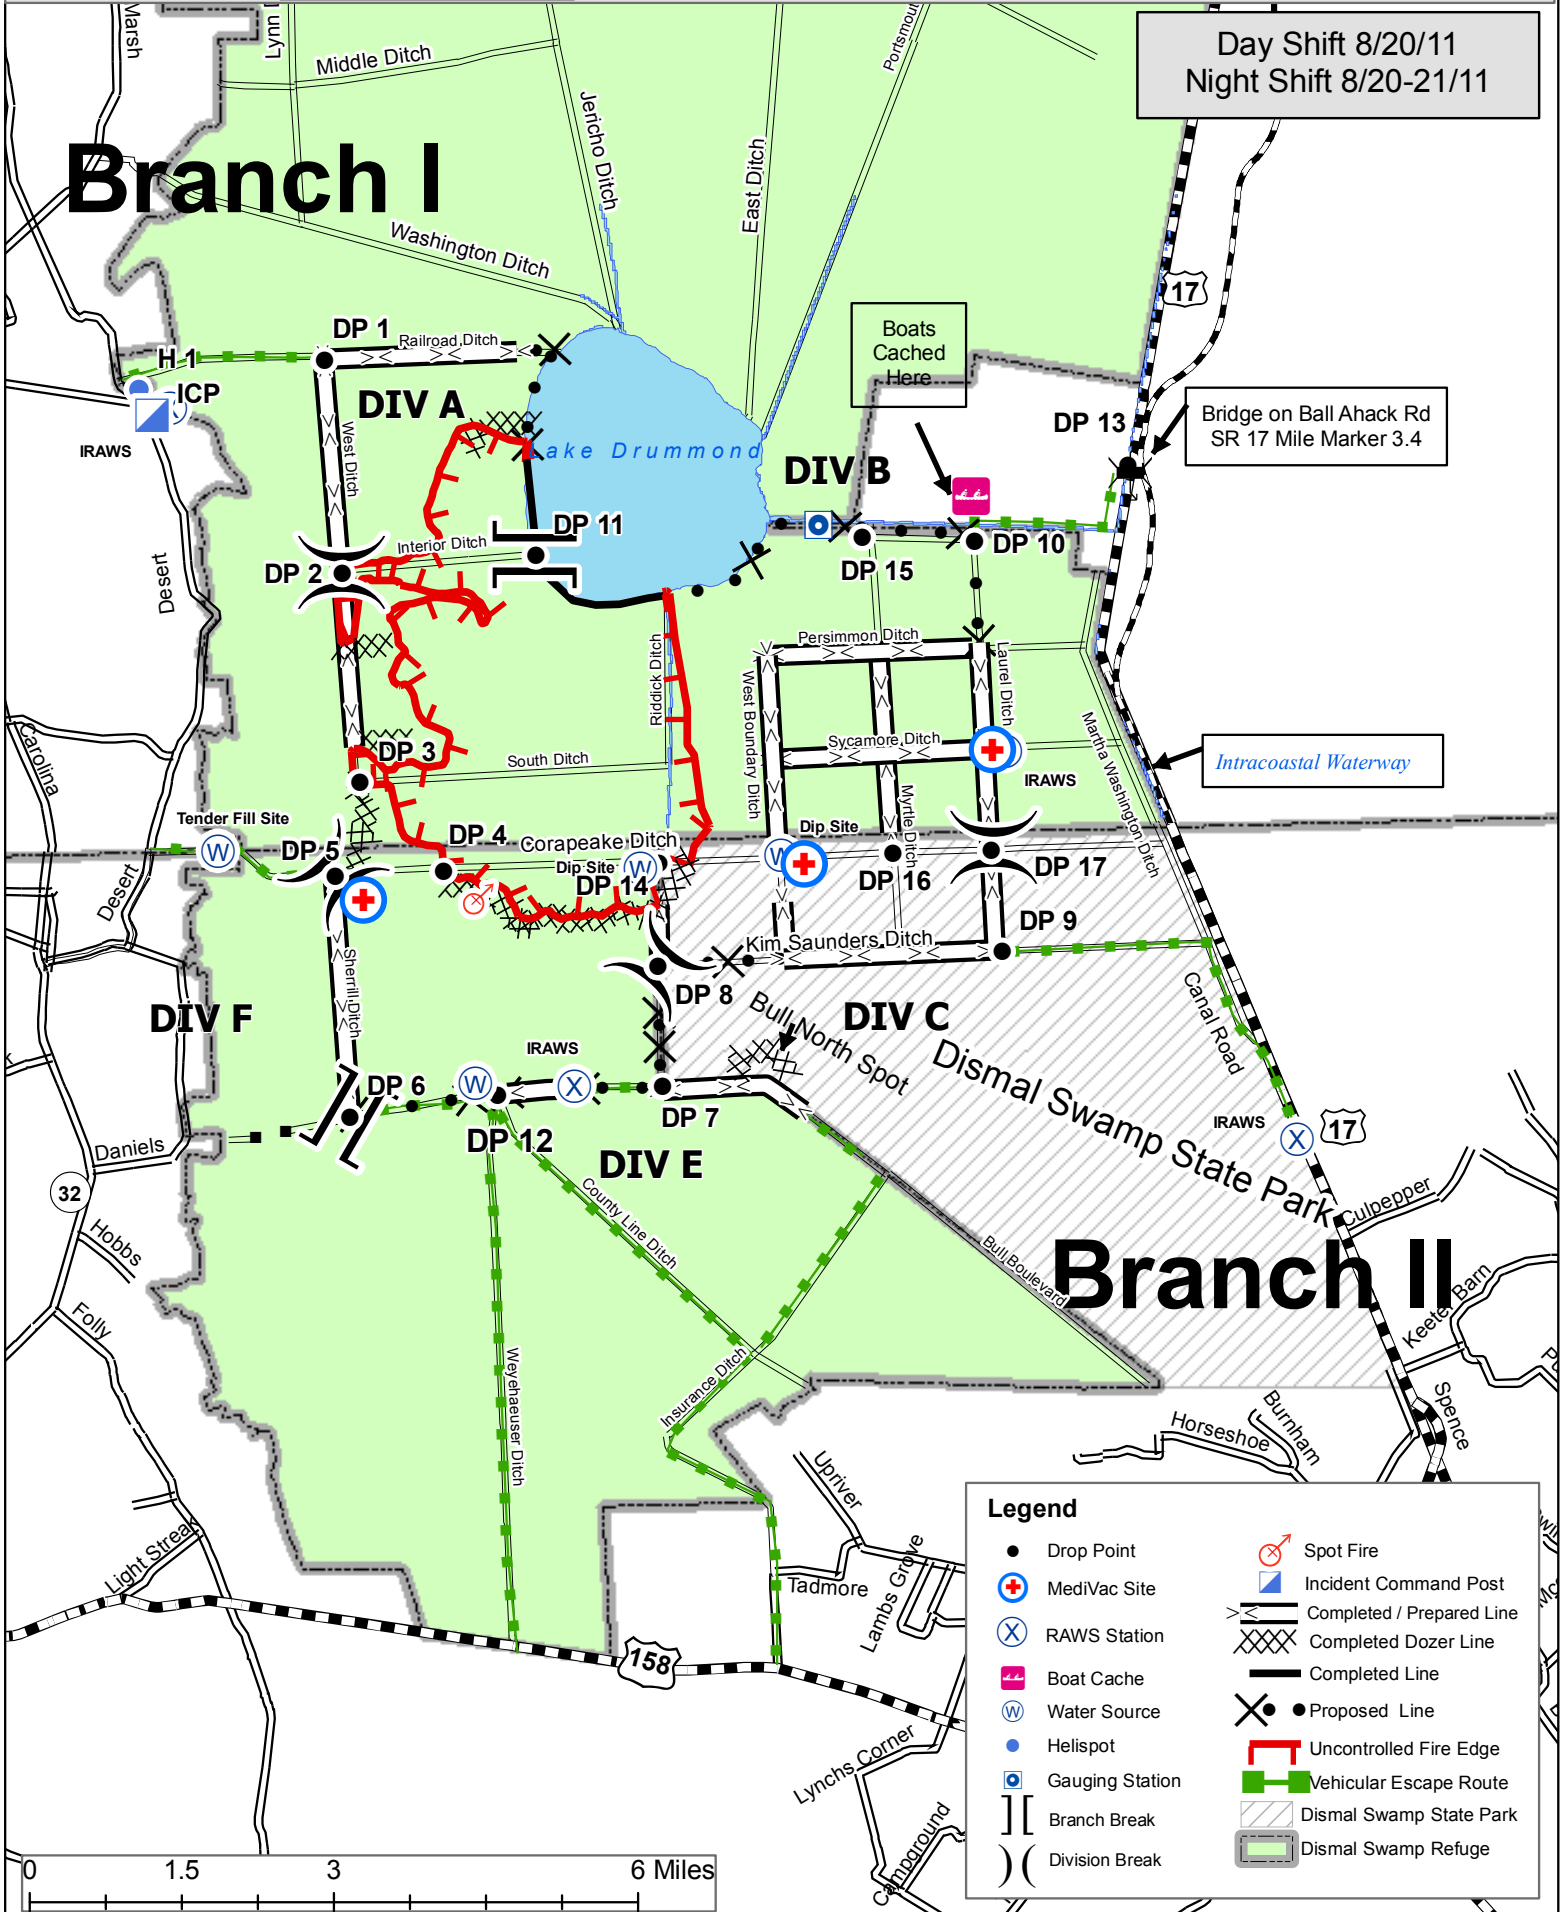 Day Shift 8/20/11
Night Shift 8/20-21/11
Marsh
Lynn
Middle Ditch
Portsmout
Jericho Ditch
East Ditch
Branch I
Washington Ditch
17
Boats
Cached
Here
DP 1
Railroad Ditch
H 1
ICP
IRAWS
DIV A
West Ditch
Lake Drummond
DIV B
DP 13
Bridge on Ball Ahack Rd
SR 17 Mile Marker 3.4
DP 11
Interior Ditch
DP 2
DP 10
DP 15
Desert
Persimmon Ditch
Laurel Ditch
Riddick Ditch
West Boundary Ditch
Carolina
DP 3
South Ditch
Sycamore Ditch
IRAWS
Martha Washington Ditch
Intracoastal Waterway
Myrtle Ditch
Tender Fill Site
W
DP 5
DP 4
Corapeake Ditch
Dip Site
W
DP 14
Dip Site
W
DP 16
DP 17
Desert
DP 9
Kim Saunders Ditch
Sherrill Ditch
DP 8
DIV F
DIV C
Bull North Spot
Canal Road
Dismal Swamp State Park
IRAWS
W
X
DP 6
DP 7
DP 12
DIV E
IRAWS
X
17
Daniels
32
Hobbs
County Line Ditch
Culpepper
Bull Boulevard
Branch II
Keeter Barn
Folly
Weyehaeuser Ditch
Insurance Ditch
Spence
Burnham
Horseshoe
Upriver
Light Streak
Tadmore
Lambs Grove
158
Lynchs Corner
Campground
Legend
Drop Point
MediVac Site
X
RAWS Station
Boat Cache
W
Water Source
Helispot
Gauging Station
Branch Break
Division Break
Spot Fire
Incident Command Post
Completed / Prepared Line
Completed Dozer Line
Completed Line
Proposed Line
Uncontrolled Fire Edge
Vehicular Escape Route
Dismal Swamp State Park
Dismal Swamp Refuge
0 1.5 3 6 Miles